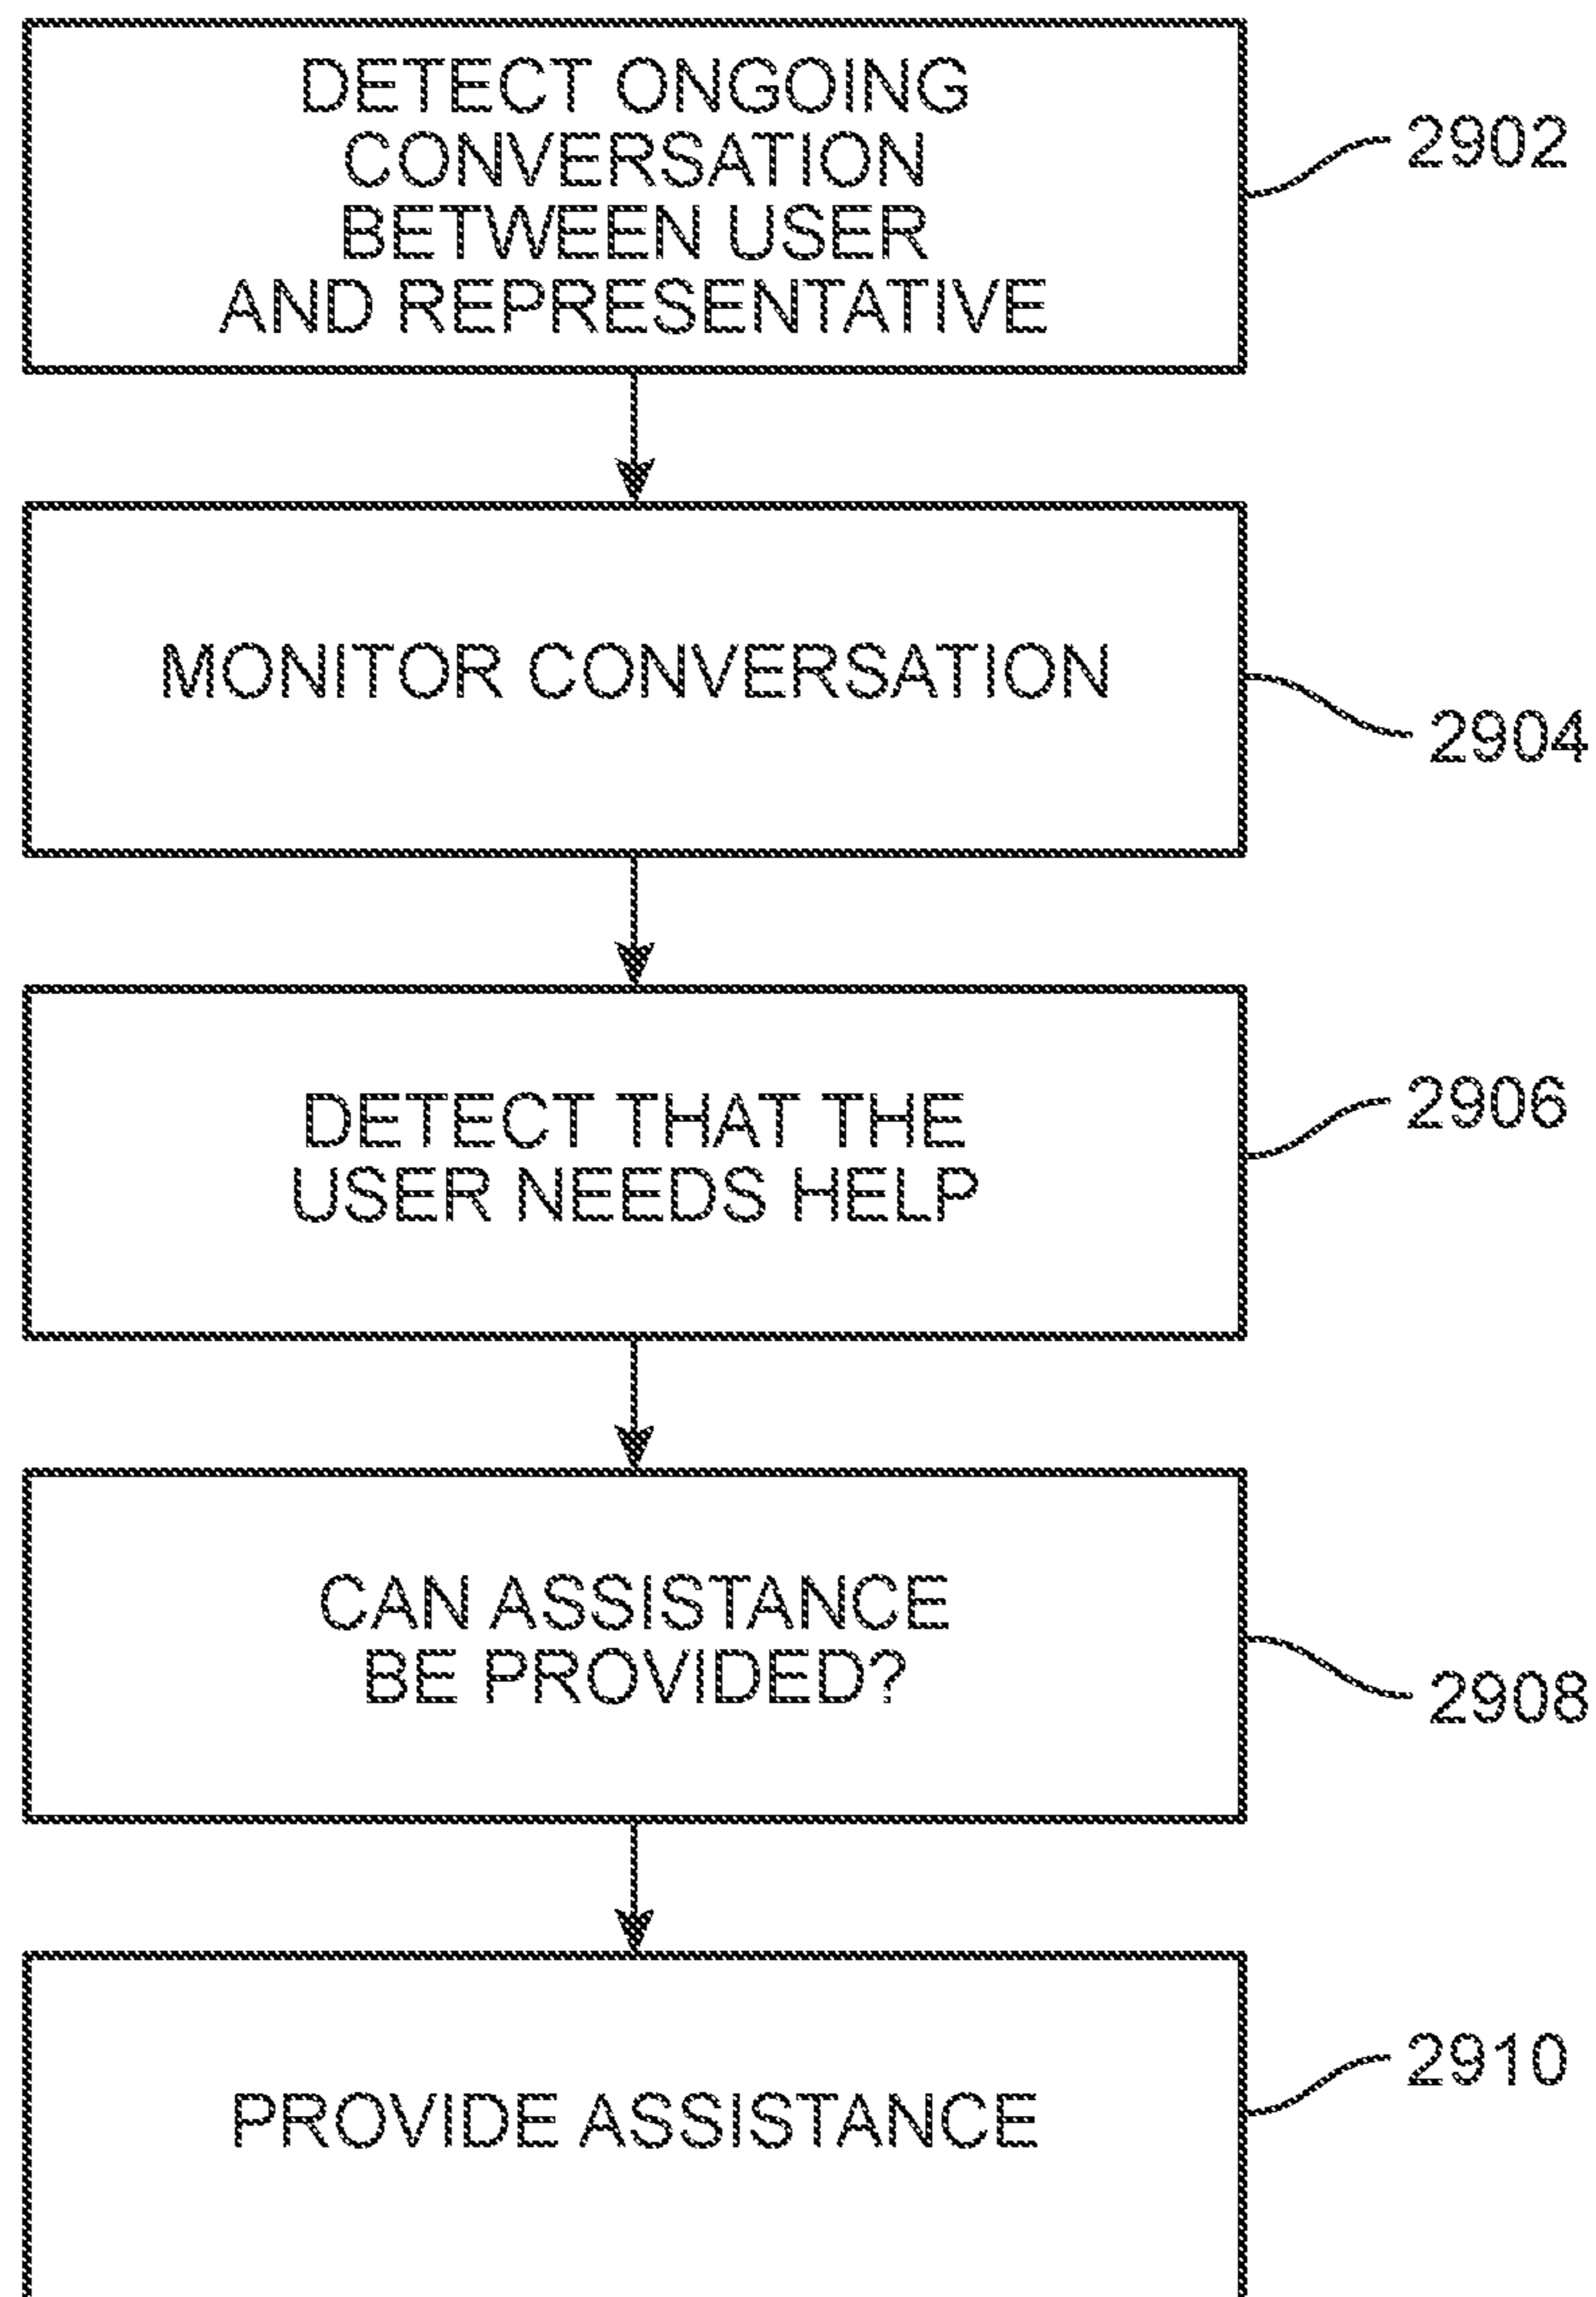 DETECT ONGOING
CONVERSATION
BETWEEN USER
AND REPRESENTATIVE
2902
MONITOR CONVERSATION
2904
DETECT THAT THE
USER NEEDS HELP
2906
CAN ASSISTANCE
BE PROVIDED?
2908
PROVIDE ASSISTANCE
2910